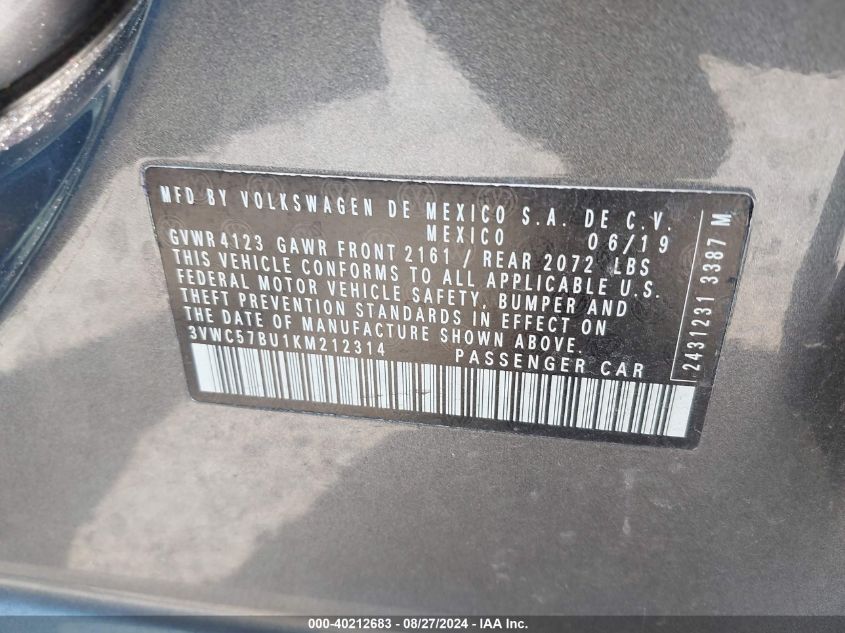 MFD BY VOLKSWAGEN DE MEXICO S.A. DE C.V.
MEXICO 06/19
GVWR 4123 GAWR FRONT 2161 / REAR 2072 LBS
THIS VEHICLE CONFORMS TO ALL APPLICABLE U.S.
FEDERAL MOTOR VEHICLE SAFETY, BUMPER AND
THEFT PREVENTION STANDARDS IN EFFECT ON
THE DATE OF MANUFACTURE SHOWN ABOVE.
3VWC57BU1KM212314 PASSENGER CAR
2431231 3387 M
000-40212683 - 08/27/2024 - IAA Inc.